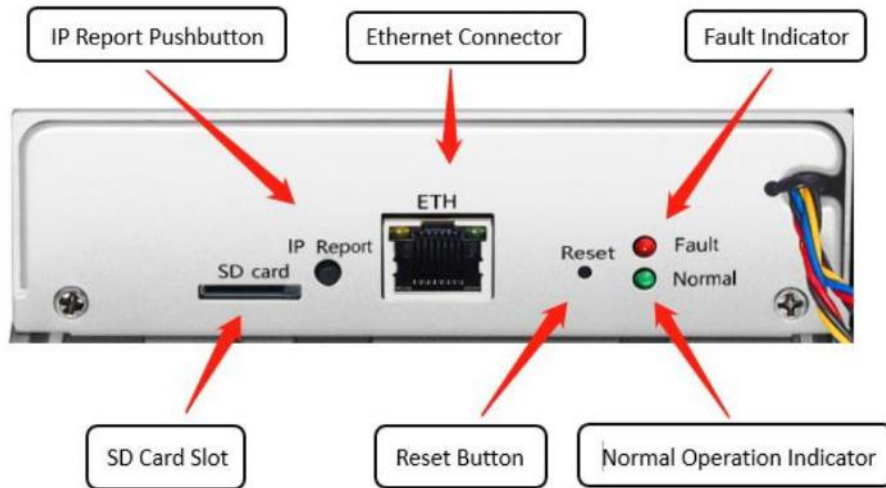 IP Report Pushbutton
Ethernet Connector
Fault Indicator
ETH
IP Report
SD card
Reset
Fault
Normal
SD Card Slot
Reset Button
Normal Operation Indicator